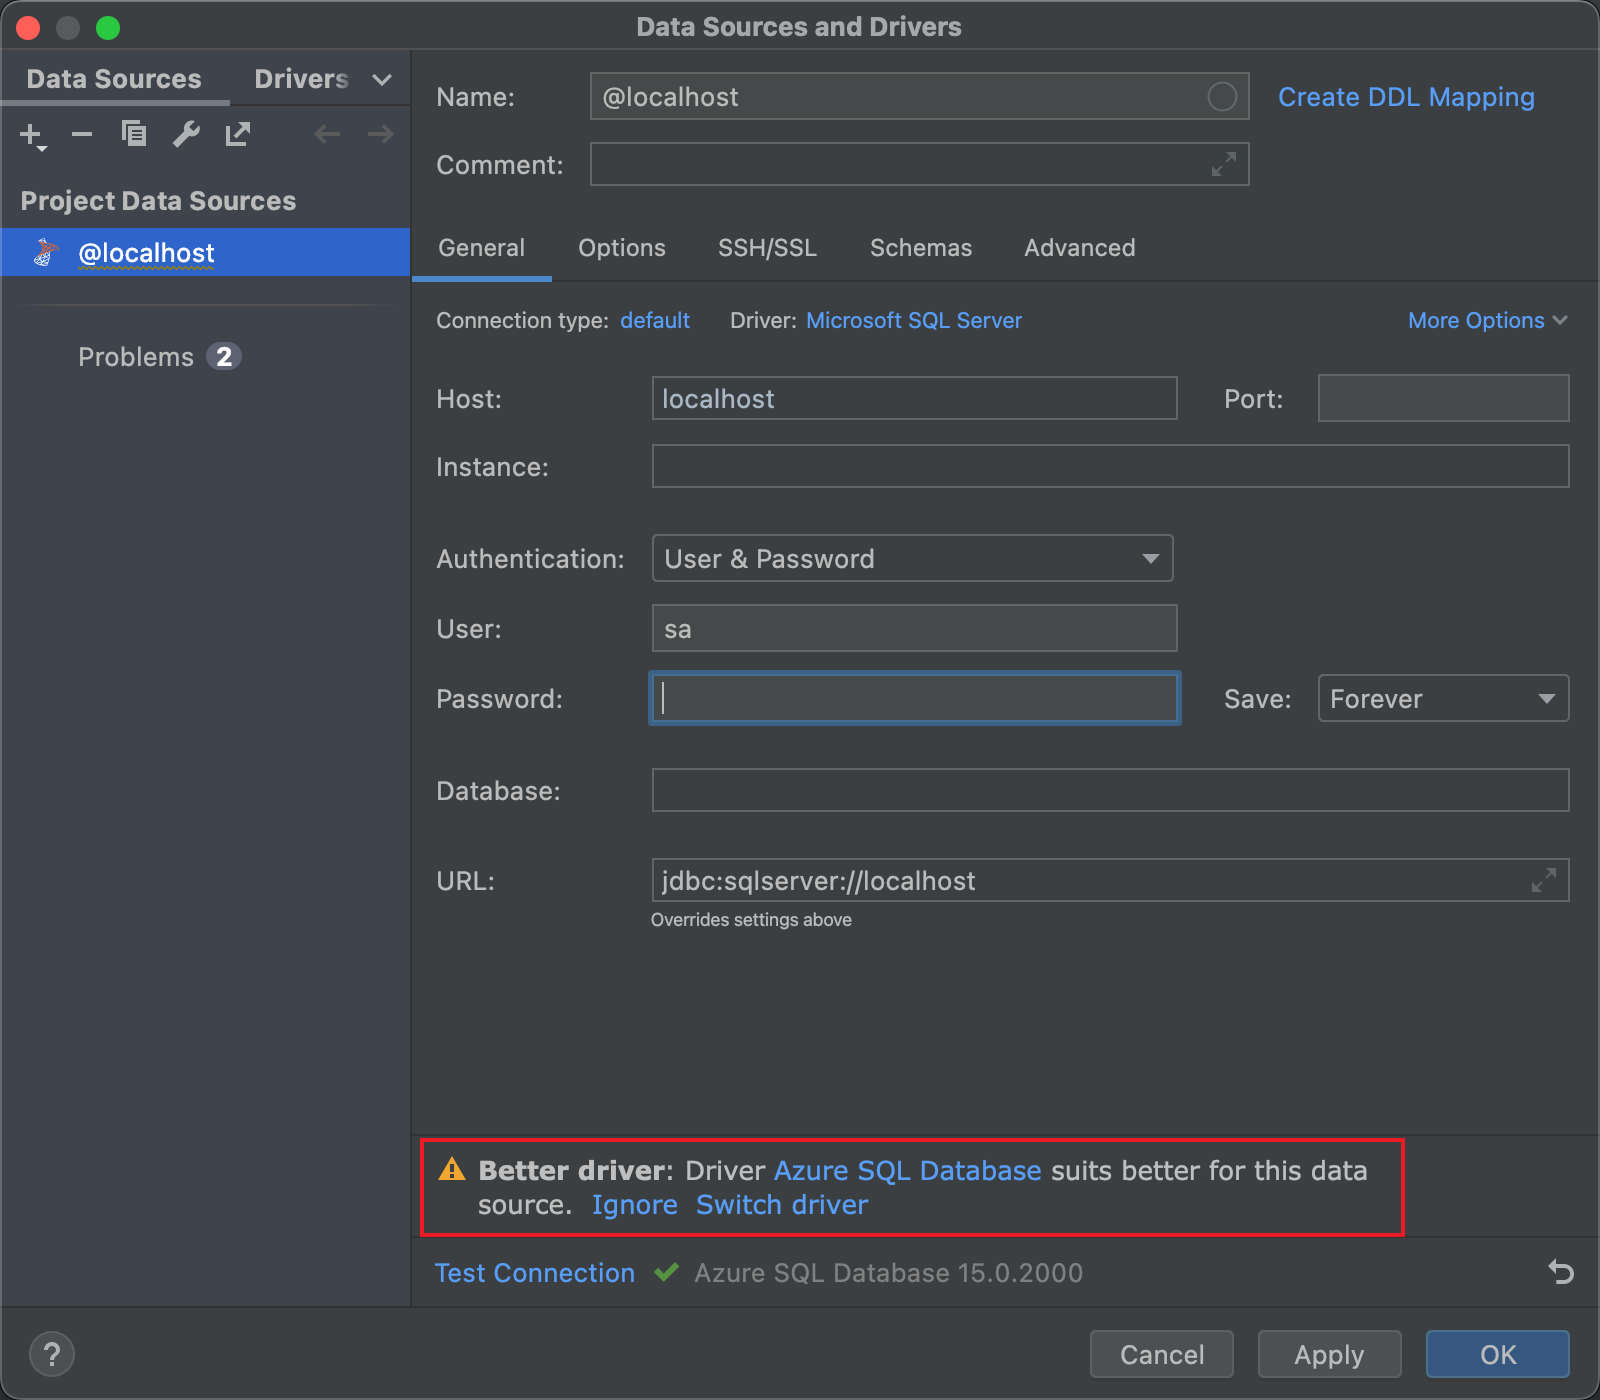 Data Sources and Drivers
Data Sources Drivers
Project Data Sources
@localhost
Problems 2
Name: @localhost Create DDL Mapping
Comment:
General Options SSH/SSL Schemas Advanced
Connection type: default Driver: Microsoft SQL Server More Options
Host: localhost Port:
Instance:
Authentication: User & Password
User: sa
Password: Save: Forever
Database:
URL: jdbc:sqlserver://localhost
Overrides settings above
Better driver: Driver Azure SQL Database suits better for this data
source. Ignore Switch driver
Test Connection Azure SQL Database 15.0.2000
? Cancel Apply OK